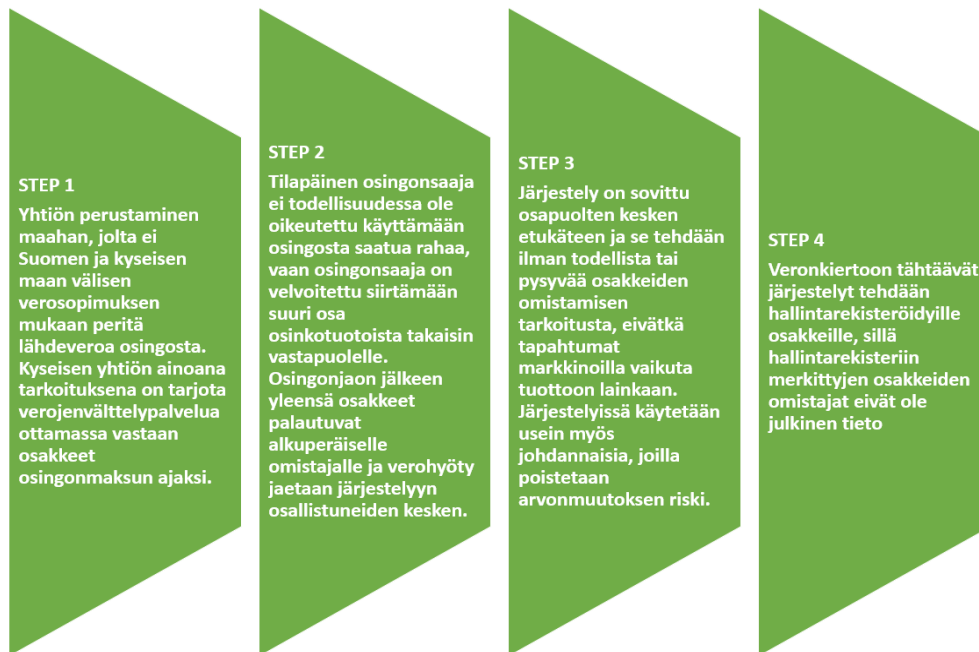 STEP 1
Yhtiön perustaminen
maahan, jolta ei
Suomen ja kyseisen
maan välisen
verosopimuksen
mukaan peritä
lähdeveroa osingosta.
Kyseisen yhtiön ainoana
tarkoituksena on tarjota
verojenvälttelypalvelua
ottamassa vastaan
osakkeet
osingonmaksun ajaksi.
STEP 2
Tilapäinen osingonsaaja
ei todellisuudessa ole
oikeutettu käyttämään
osingosta saatua rahaa,
vaan osingonsaaja on
velvoitettu siirtämään
suuri osa
osinkotuotoista takaisin
vastapuolelle.
Osingonjaon jälkeen
yleensä osakkeet
palautuvat
alkuperäiselle
omistajalle ja verohyöty
jaetaan järjestelyyn
osallistuneiden kesken.
STEP 3
Järjestely on sovittu
osapuolten kesken
etukäteen ja se tehdään
ilman todellista tai
pysyvää osakkeiden
omistamisen
tarkoitusta, eivätkä
tapahtumat
markkinoilla vaikuta
tuottoon lainkaan.
Järjestelyissä käytetään
usein myös
johdannaisia, joilla
poistetaan
arvonmuutoksen riski.
STEP 4
Veronkiertoon tähtäävät
järjestelyt tehdään
hallintarekisteröidyille
osakkeille, sillä
hallintarekisteriin
merkittyjen osakkeiden
omistajat eivät ole
julkinen tieto